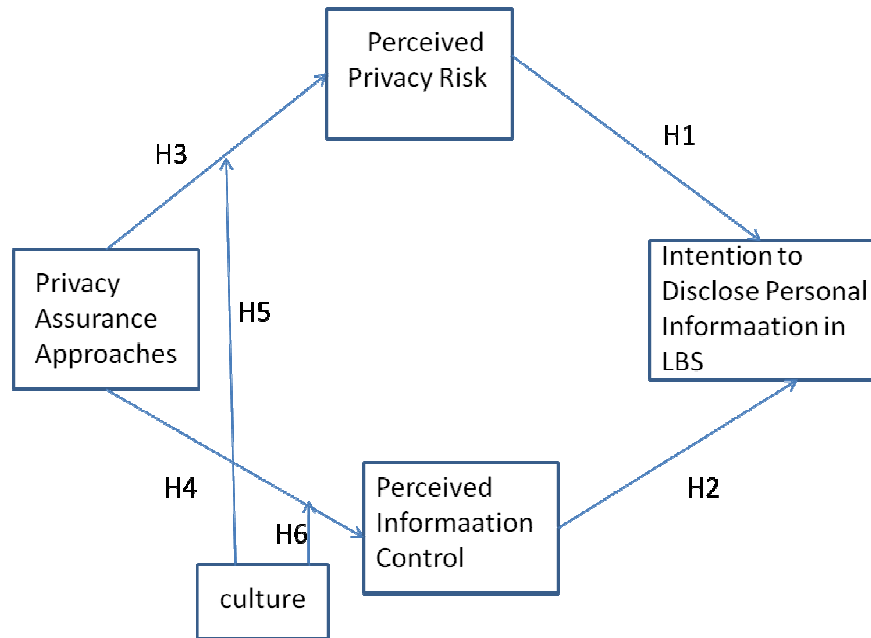 Perceived
Privacy Risk
H1
H3
Privacy
Assurance
Approaches
H5
Intention to
Disclose Personal
Informaation in
LBS
H4
Perceived
Informaation
Control
H2
H6
culture